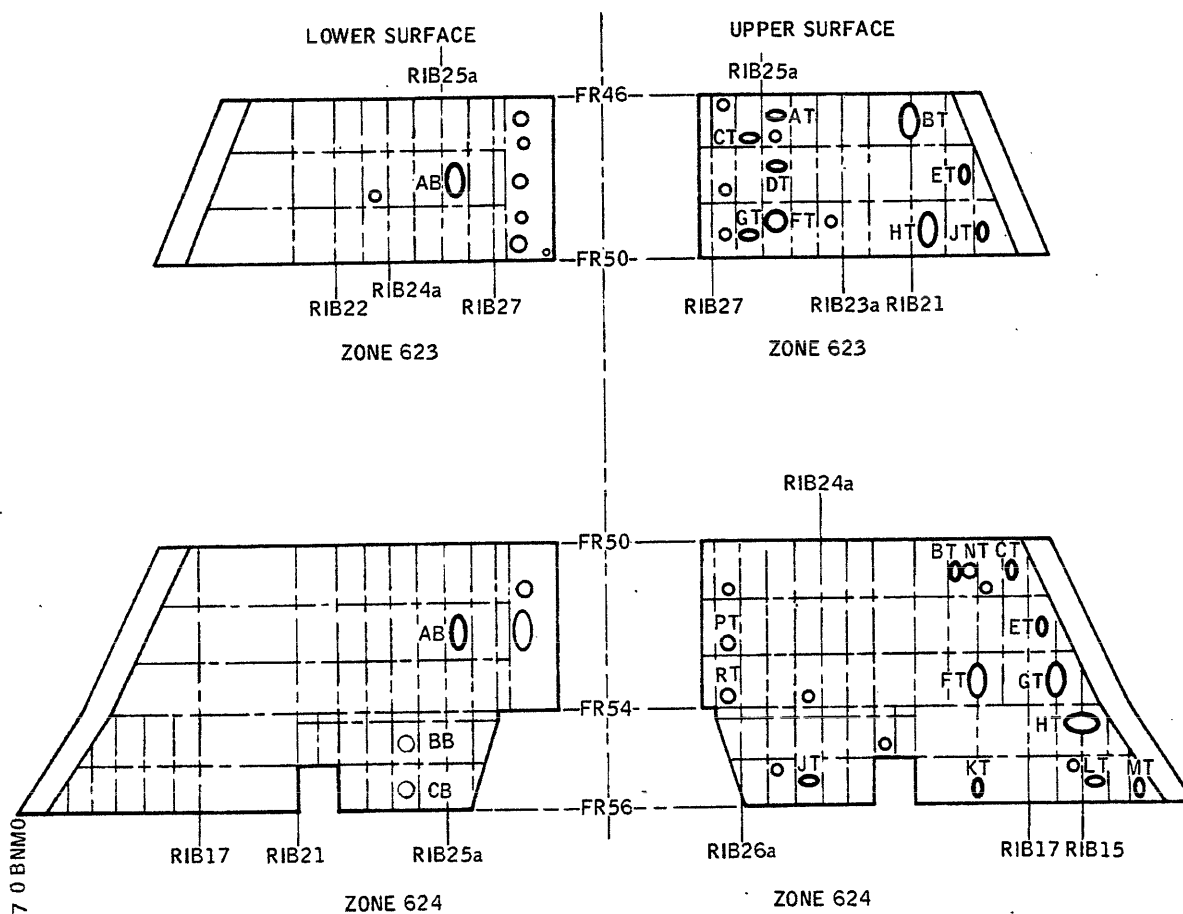 LOWER SURFACE
UPPER SURFACE
RIB25a
RIB25a
FR46
AT
BT
CT
AB
DT
ET
GT
FT
HT
JT
FR50
RIB22
RIB24a
RIB27
RIB27
RIB23a
RIB21
ZONE 623
ZONE 623
RIB24a
FR50
BT
NT
CT
AB
PT
ET
RT
FT
GT
FR54
HT
BB
CB
JT
KT
LT
MT
FR56
RIB17
RIB21
RIB25a
RIB26a
RIB17
RIB15
ZONE 624
ZONE 624
7 0 BNMO